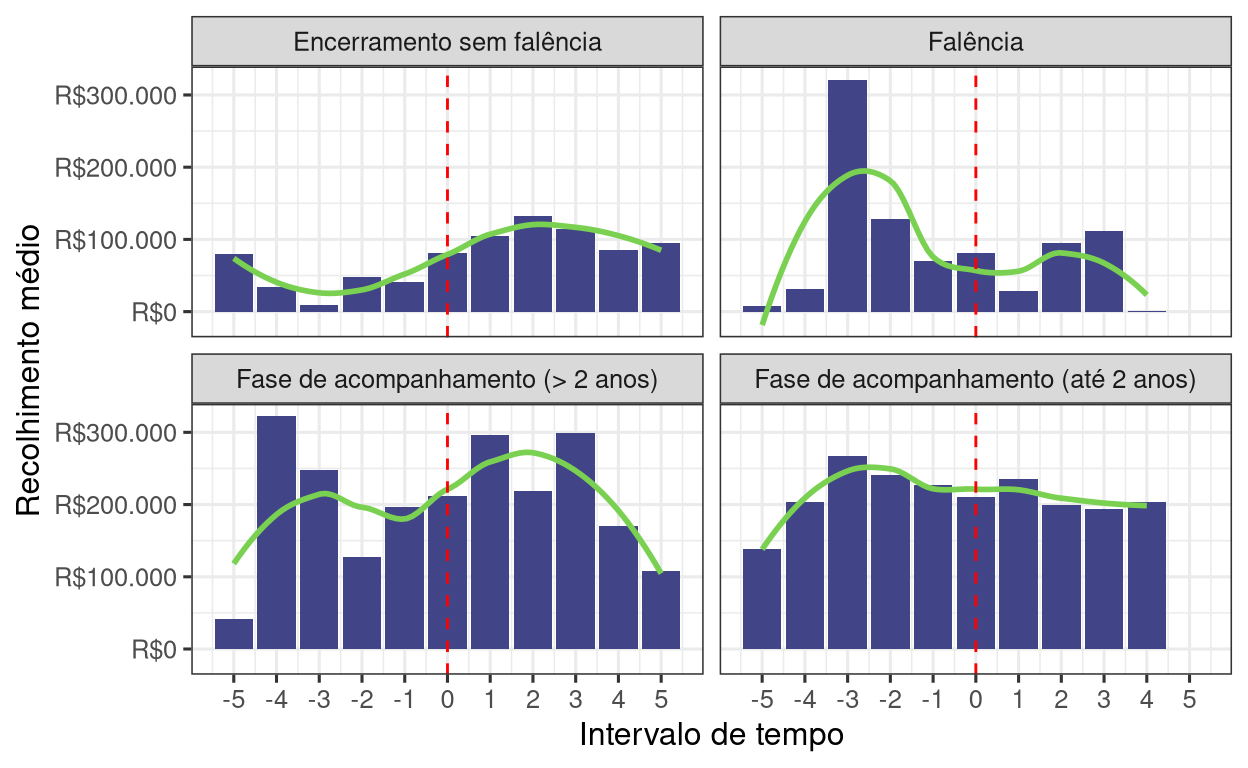 Encerramento sem falência
Falência
R$300.000
R$200.000
R$100.000
R$0
Fase de acompanhamento (> 2 anos)
Fase de acompanhamento (até 2 anos)
R$300.000
R$200.000
R$100.000
R$0
Recolhimento médio
-5 -4 -3 -2 -1 0 1 2 3 4 5
-5 -4 -3 -2 -1 0 1 2 3 4 5
Intervalo de tempo